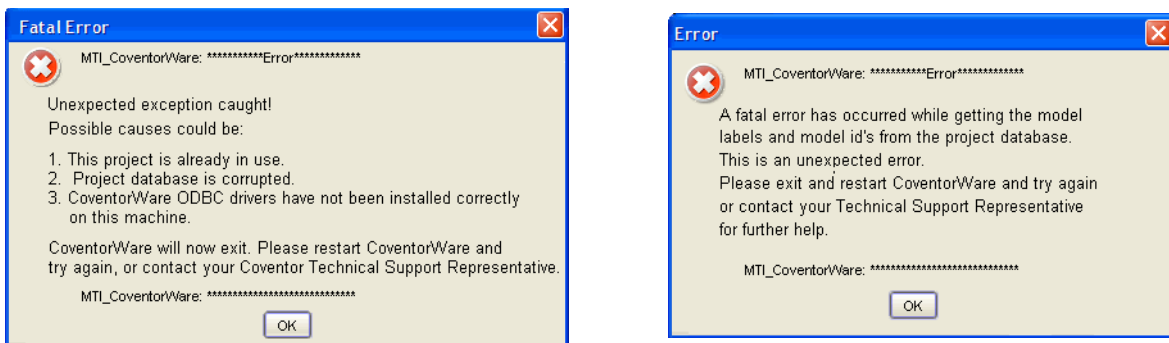 Fatal Error
MTI_CoventorWare: ***********Error*************
Unexpected exception caught!
Possible causes could be:
1. This project is already in use.
2. Project database is corrupted.
3. CoventorWare ODBC drivers have not been installed correctly
on this machine.
CoventorWare will now exit. Please restart CoventorWare and
try again, or contact your Coventor Technical Support Representative.
MTI_CoventorWare: *****************************
OK
Error
MTI_CoventorWare: ***********Error*************
A fatal error has occurred while getting the model
labels and model id's from the project database.
This is an unexpected error.
Please exit and restart CoventorWare and try again
or contact your Technical Support Representative
for further help.
MTI_CoventorWare: *****************************
OK